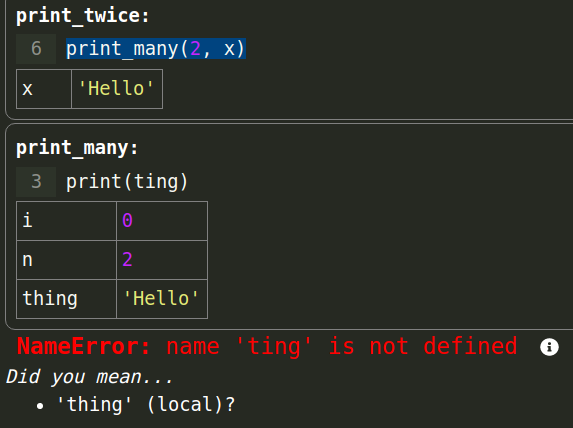 print_twice:
6 print_many(2, x)
x 'Hello'
print_many:
3 print(ting)
i 0
n 2
thing 'Hello'
NameError: name 'ting' is not defined
Did you mean...
• 'thing' (local)?